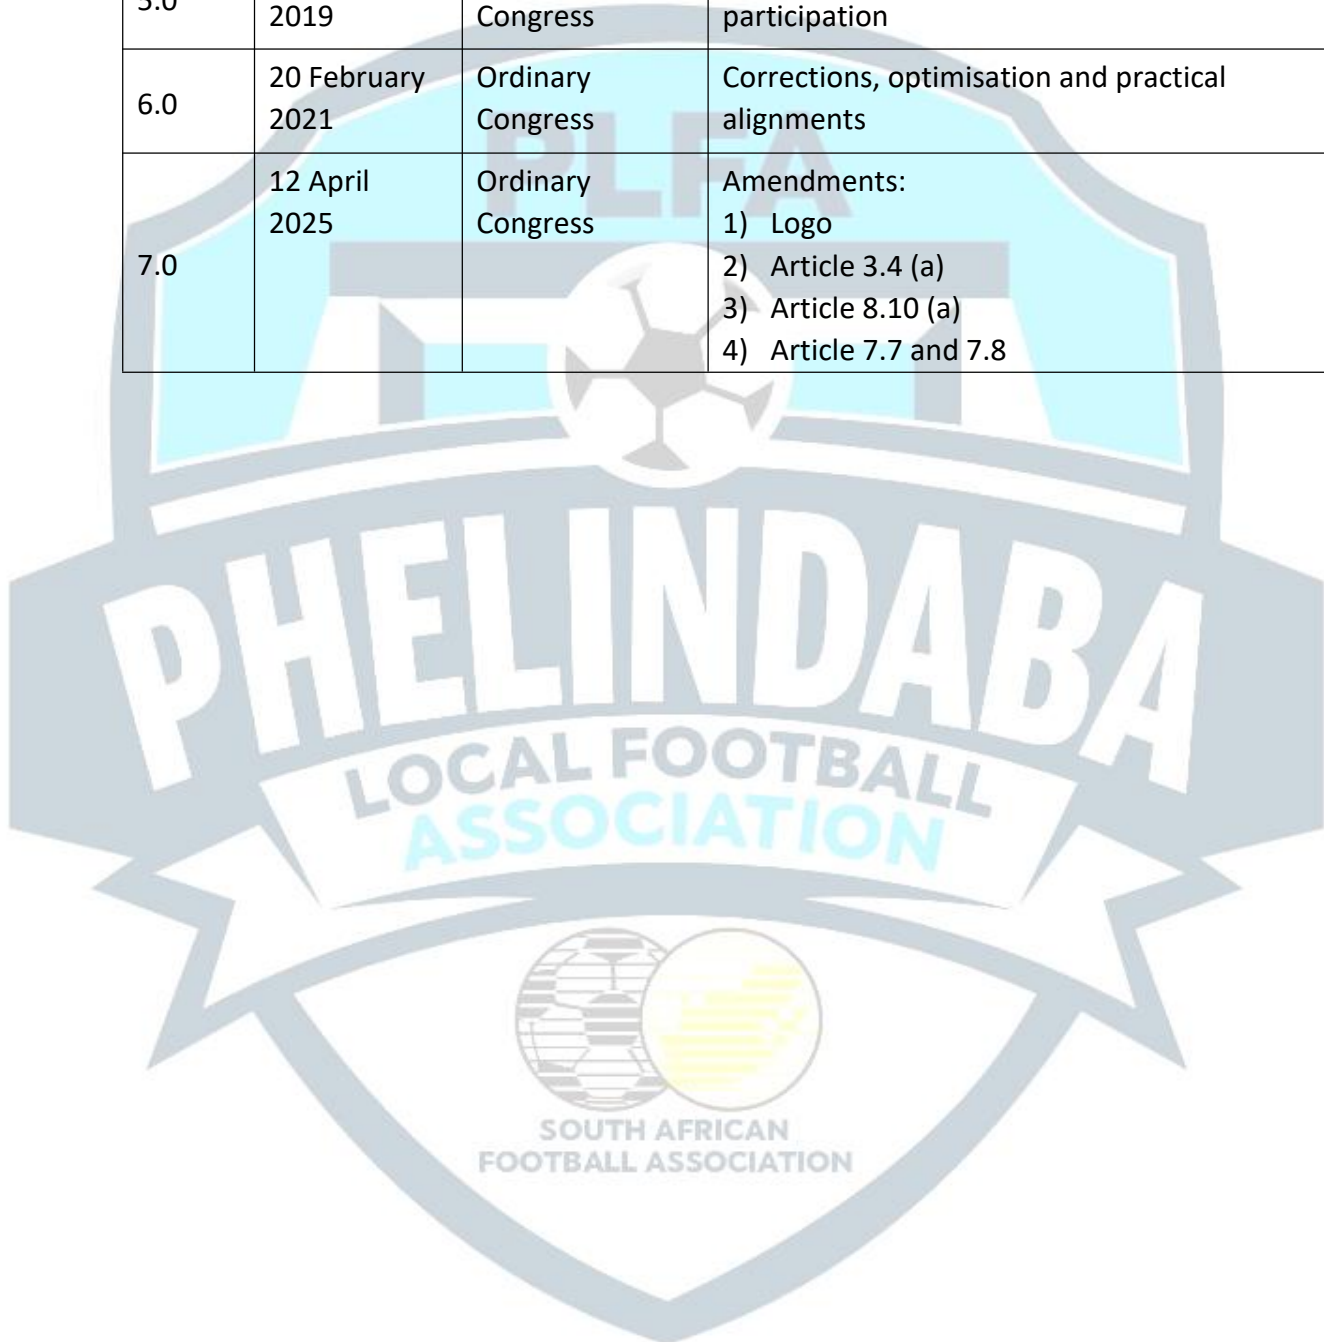 5.0
2019
Congress
participation
6.0
20 February
2021
Ordinary
Congress
Corrections, optimisation and practical
alignments
7.0
12 April
2025
Ordinary
Congress
Amendments:
1) Logo
2) Article 3.4 (a)
3) Article 8.10 (a)
4) Article 7.7 and 7.8
PLFA
PHELINDABA
LOCAL FOOTBALL
ASSOCIATION
SOUTH AFRICAN
FOOTBALL ASSOCIATION